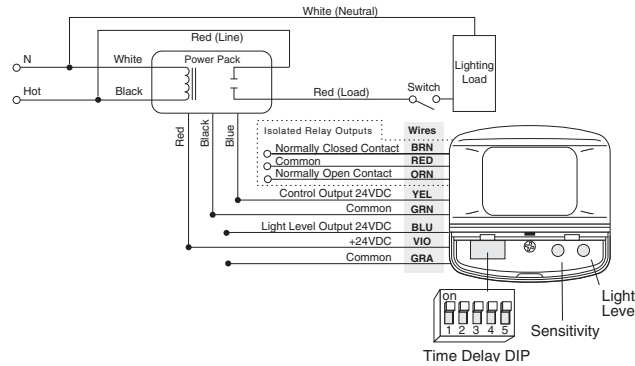 White (Neutral)
Red (Line)
N
White
Power Pack
Lighting
Load
Hot
Black
Red (Load)
Switch
Red
Black
Blue
Isolated Relay Outputs
Wires
Normally Closed Contact
BRN
Common
RED
Normally Open Contact
ORN
Control Output 24VDC
YEL
Common
GRN
Light Level Output 24VDC
BLU
+24VDC
VIO
Common
GRA
on
1 2 3 4 5
Light
Leve
Sensitivity
Time Delay DIP